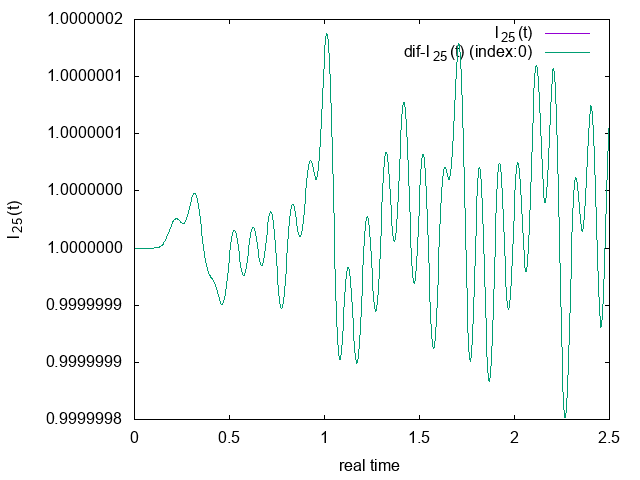 1.0000002
1.0000001
1.0000001
1.0000000
1.0000000
0.9999999
0.9999999
0.9999998
I25(t)
I25(t)
dif-I25(t) (index:0)
0 0.5 1 1.5 2 2.5
real time